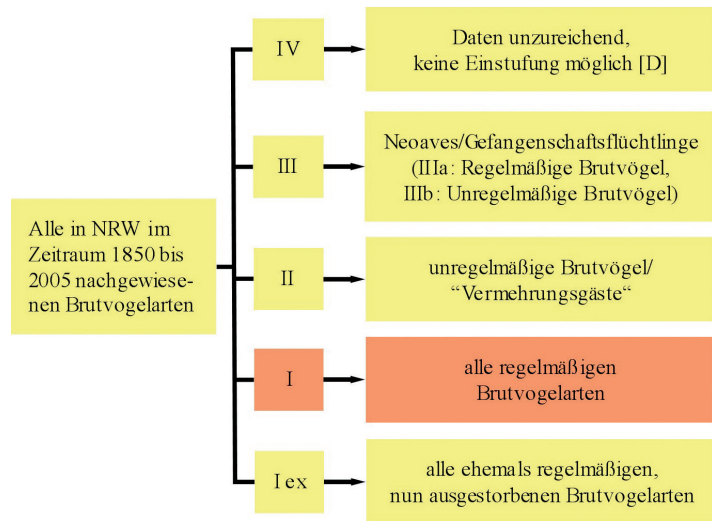 Alle in NRW im
Zeitraum 1850 bis
2005 nachgewiese-
nen Brutvogelarten
IV
Daten unzureichend,
keine Einstufung möglich [D]
III
Neoaves/Gefangenschaftsflüchtlinge
(IIIa: Regelmäßige Brutvögel,
IIIb: Unregelmäßige Brutvögel)
II
unregelmäßige Brutvögel/
“Vermehrungsgäste“
I
alle regelmäßigen
Brutvogelarten
I ex
alle ehemals regelmäßigen,
nun ausgestorbenen Brutvogelarten